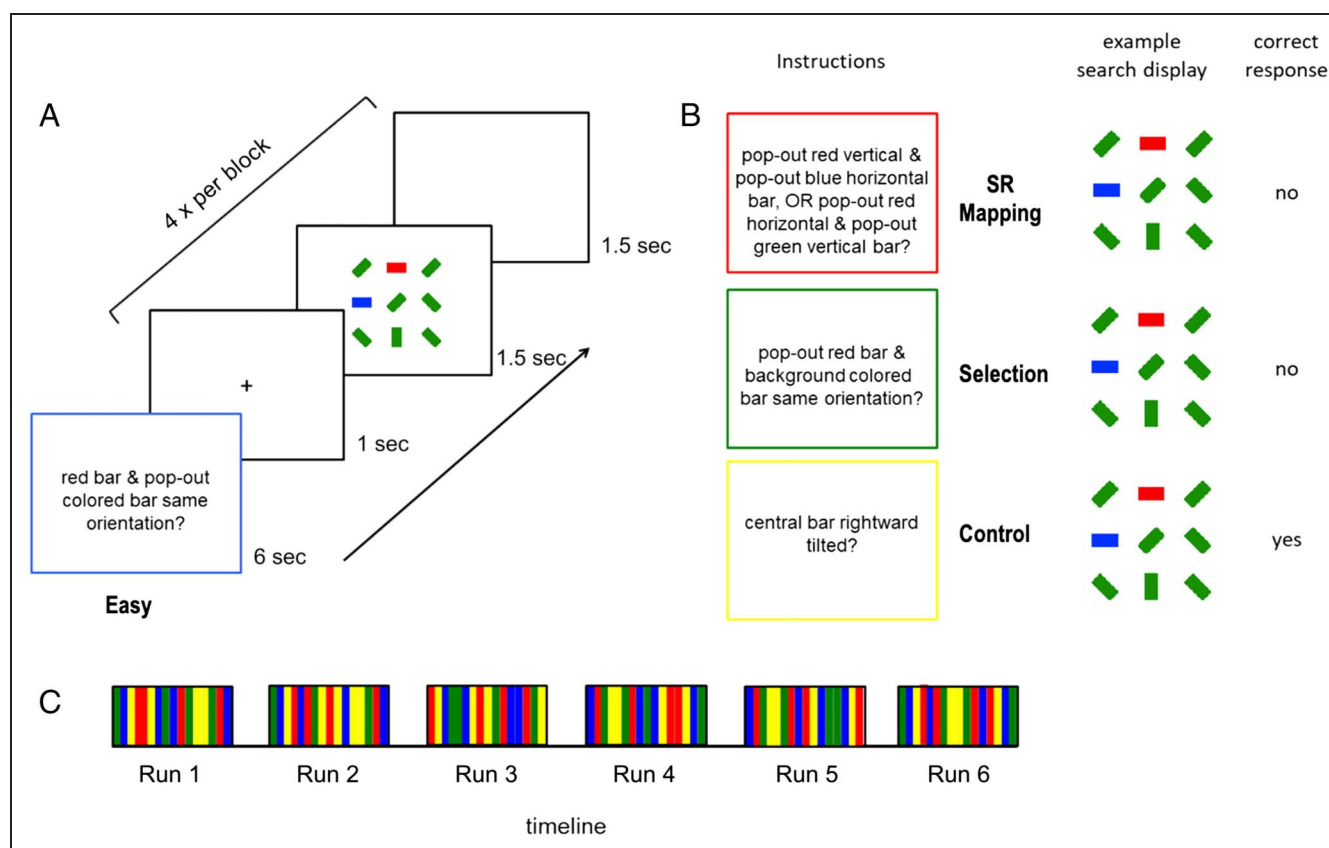 A
4 x per block
1.5 sec
1.5 sec
+
1 sec
red bar & pop-out
colored bar same
orientation?
6 sec
Easy
Instructions
example
search display
correct
response
B
pop-out red vertical &
pop-out blue horizontal
bar, OR pop-out red
horizontal & pop-out
green vertical bar?
SR
Mapping
no
pop-out red bar &
background colored
bar same orientation?
Selection
no
central bar rightward
tilted?
Control
yes
C
Run 1
Run 2
Run 3
Run 4
Run 5
Run 6
timeline